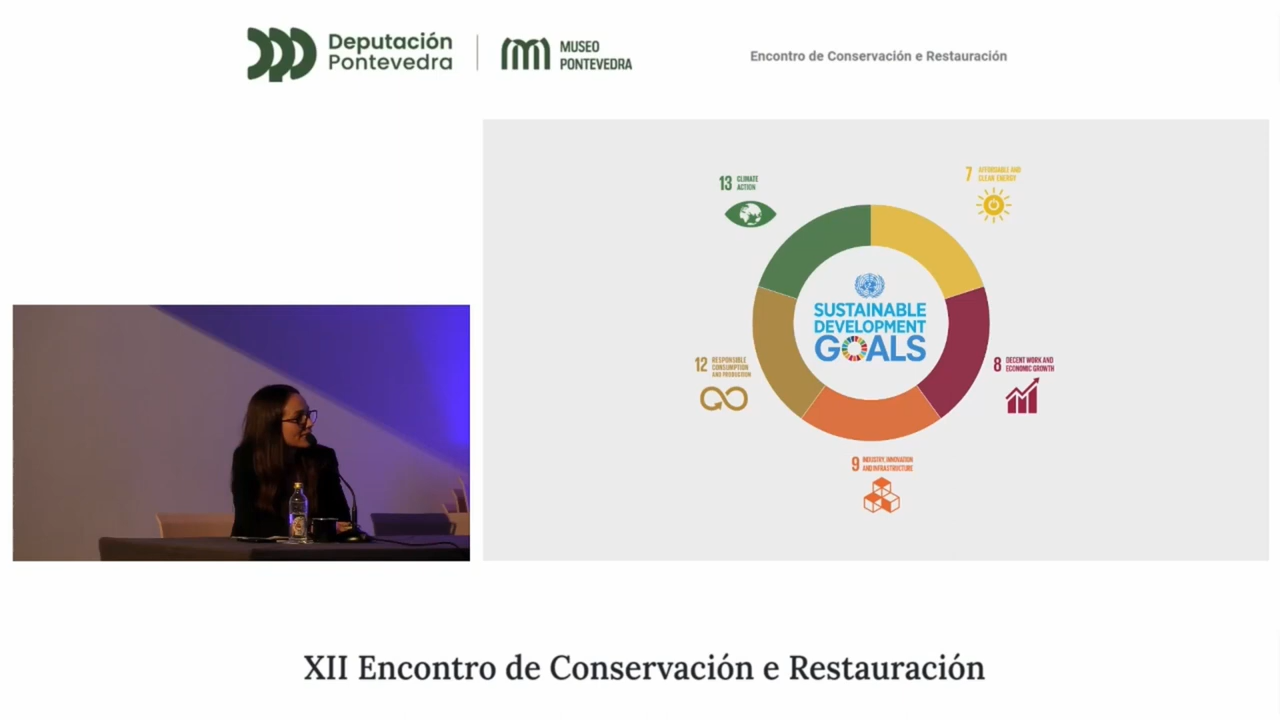 Deputación
Pontevedra
MUSEO
PONTEVEDRA
Encontro de Conservación e Restauración
13 CLIMATE
ACTION
7 AFFORDABLE AND
CLEAN ENERGY
SUSTAINABLE
DEVELOPMENT
GOALS
12 RESPONSIBLE
CONSUMPTION
AND PRODUCTION
8 DECENT WORK AND
ECONOMIC GROWTH
9 INDUSTRY, INNOVATION
AND INFRASTRUCTURE
XII Encontro de Conservación e Restauración